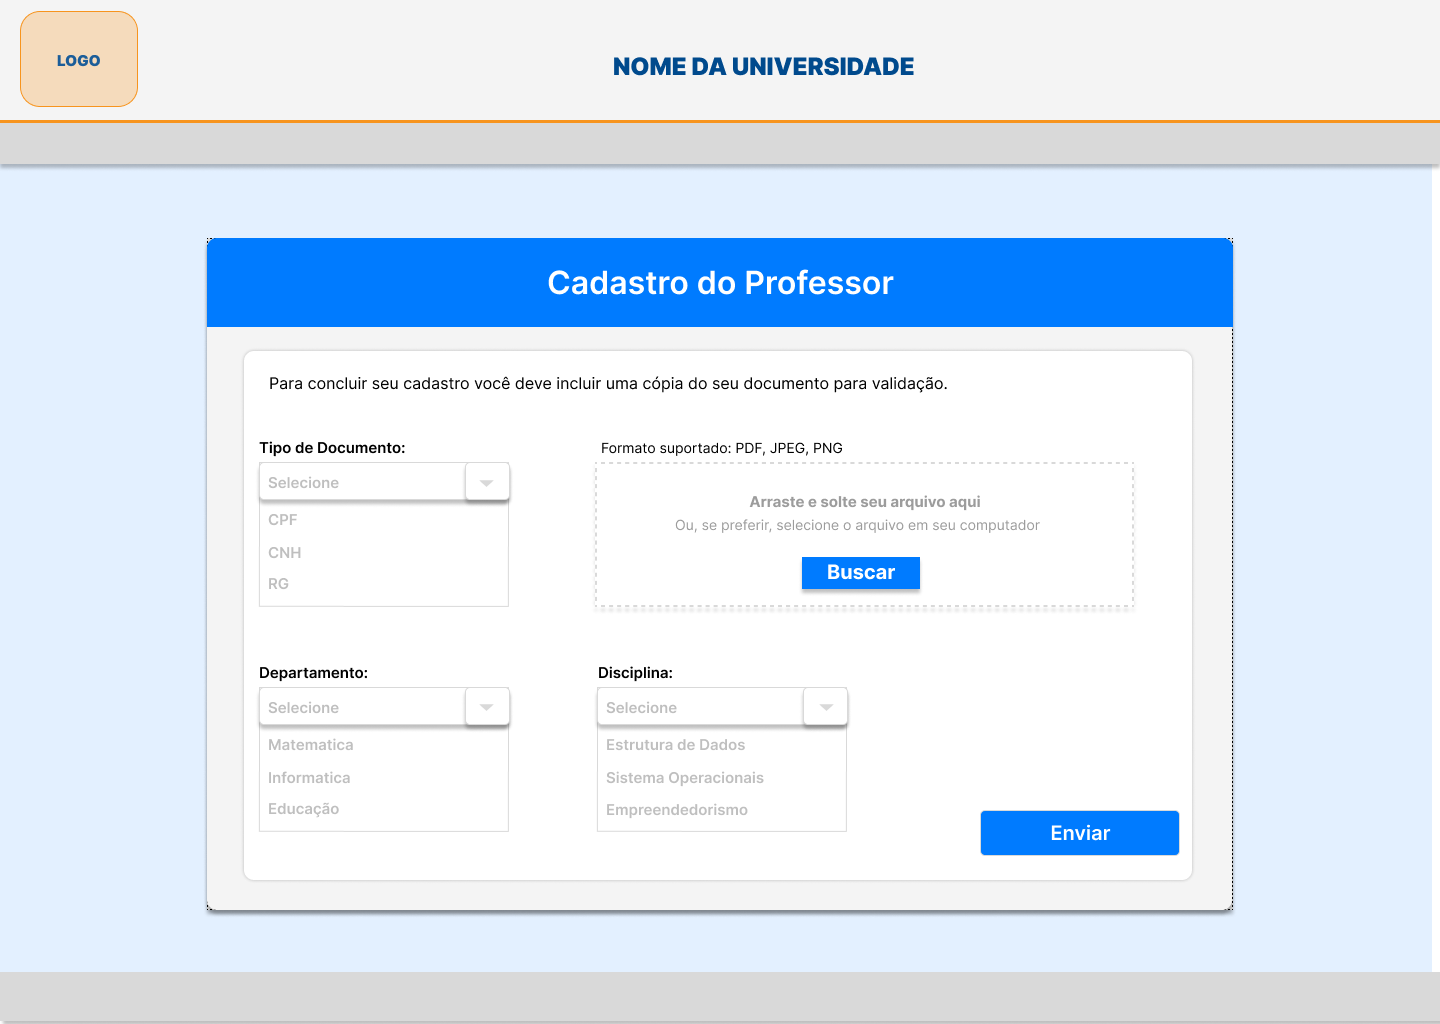 LOGO
NOME DA UNIVERSIDADE
Cadastro do Professor
Para concluir seu cadastro você deve incluir uma cópia do seu documento para validação.
Tipo de Documento:
Selecione
CPF
CNH
RG
Formato suportado: PDF, JPEG, PNG
Arraste e solte seu arquivo aqui
Ou, se preferir, selecione o arquivo em seu computador
Buscar
Departamento:
Selecione
Matematica
Informatica
Educação
Disciplina:
Selecione
Estrutura de Dados
Sistema Operacionais
Empreendedorismo
Enviar